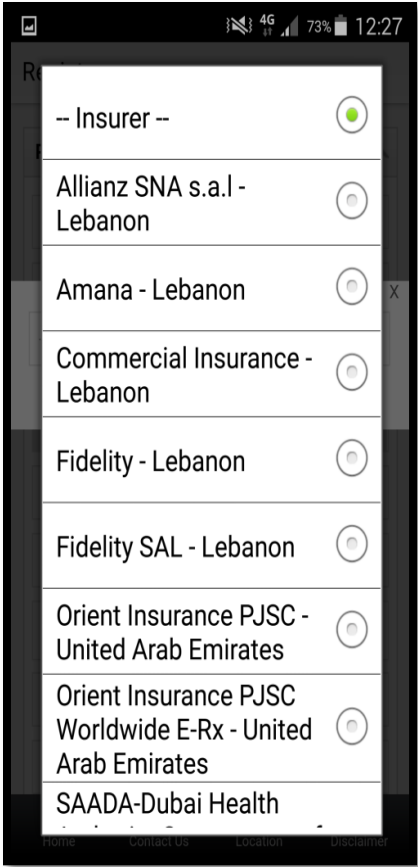 4G 73% 12:27
-- Insurer --
Allianz SNA s.a.l -
Lebanon
Amana - Lebanon
X
Commercial Insurance -
Lebanon
Fidelity - Lebanon
Fidelity SAL - Lebanon
Orient Insurance PJSC -
United Arab Emirates
Orient Insurance PJSC
Worldwide E-Rx - United
Arab Emirates
SAADA-Dubai Health
Home Contact Us Location Disclaimer